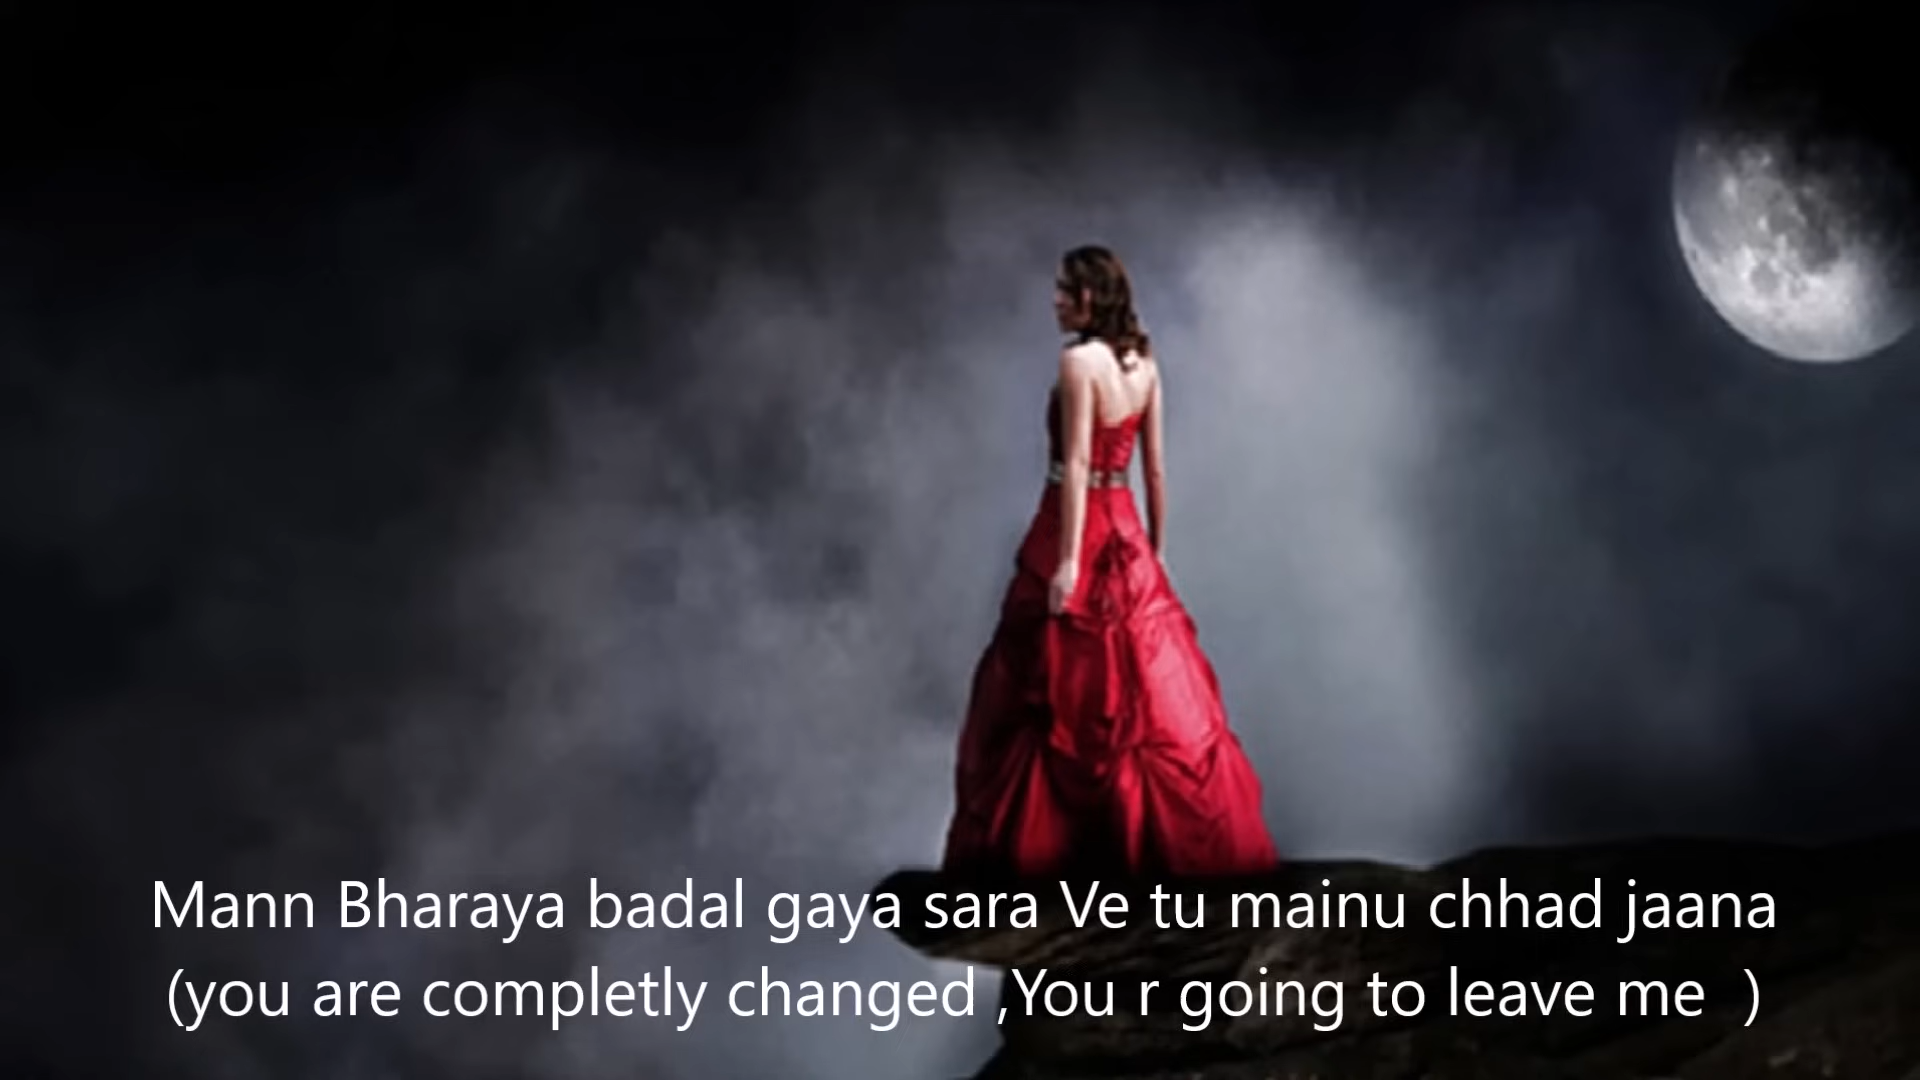 Mann Bharaya badal gaya sara Ve tu mainu chhad jaana
(you are completly changed ,You r going to leave me  )